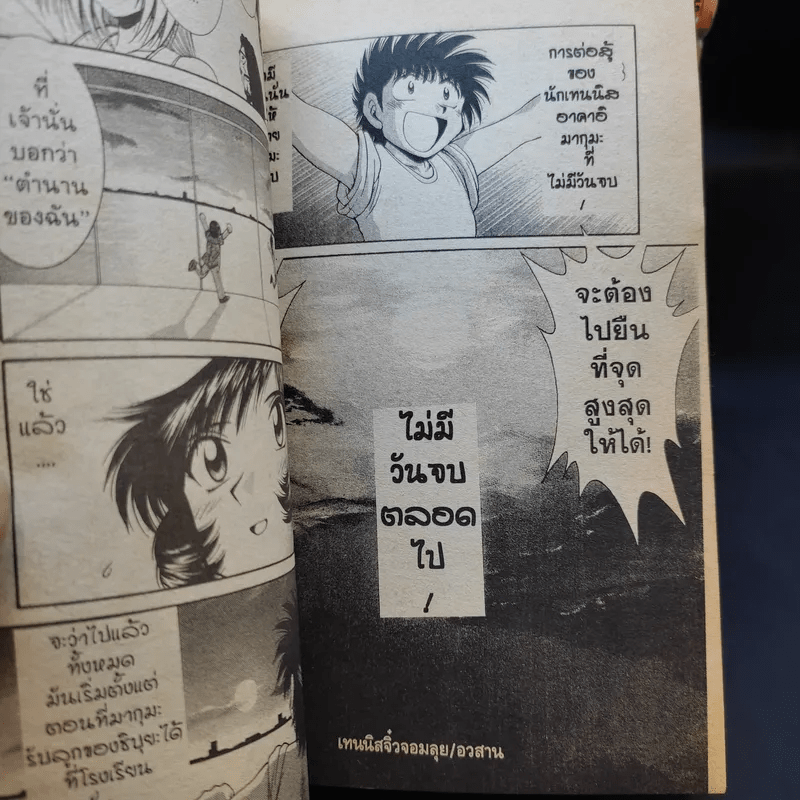 ที่
เจ้านั่น
บอกว่า
“ตำนาน
ของฉัน”
ใช่
แล้ว
....
จะว่าไปแล้ว
ทั้งหมด
มันเริ่มตั้งแต่
ตอนที่มากุมะ
รับลูกของชิบุยะได้
ที่โรงเรียน
การต่อสู้
ของ
นักเทนนิส
อาคาอิ
มากุมะ
ที่
ไม่มีวันจบ
!
จะต้อง
ไปยืน
ที่จุด
สูงสุด
ให้ได้!
ไม่มี
วันจบ
ตลอด
ไป
!
เทนนิสจิ๋วจอมลุย/อวสาน